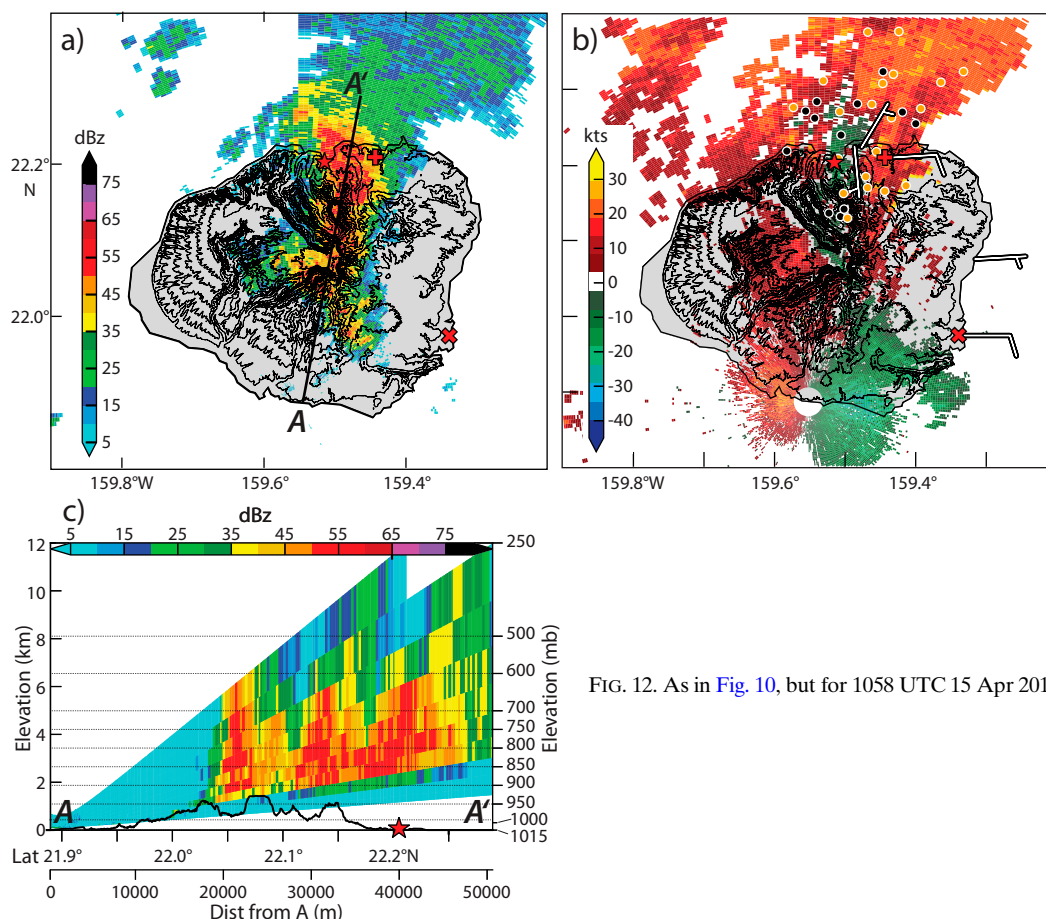 a)
A'
dBz
75
65
55
45
35
25
15
5
22.2°
N
22.0°
A
159.8°W
159.6°
159.4°
b)
kts
30
20
10
0
-10
-20
-30
-40
159.8°W
159.6°
159.4°
c)
dBz
5 15 25 35 45 55 65 75
12
10
8
6
4
2
0
Elevation (km)
250
500
600
700
750
800
850
900
950
1000
1015
Elevation (mb)
A A'
Lat 21.9° 22.0° 22.1° 22.2°N
0 10000 20000 30000 40000 50000
Dist from A (m)
FIG. 12. As in Fig. 10, but for 1058 UTC 15 Apr 201